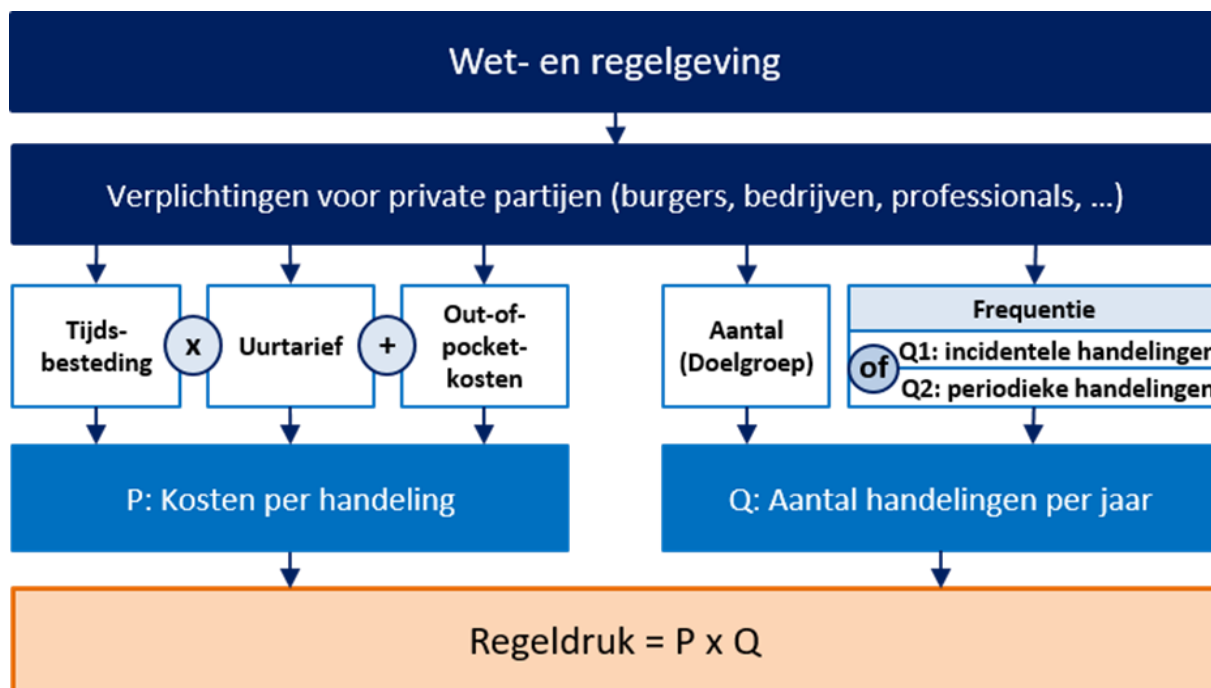 Wet- en regelgeving
Verplichtingen voor private partijen (burgers, bedrijven, professionals, ...)
Tijds-
besteding
x
Uurtarief
+
Out-of-
pocket-
kosten
Aantal
(Doelgroep)
Frequentie
of
Q1: incidentele handelingen
Q2: periodieke handelingen
P: Kosten per handeling
Q: Aantal handelingen per jaar
Regeldruk = P x Q